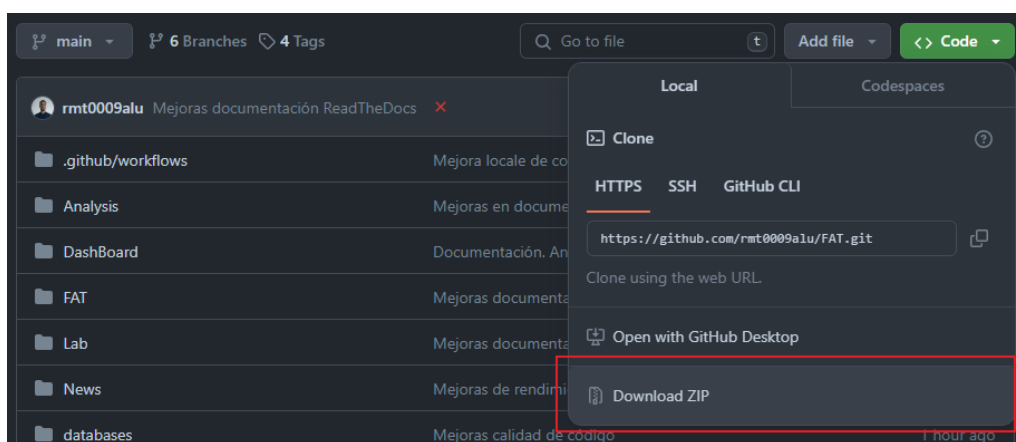 main 6 Branches 4 Tags Go to file t Add file <> Code
Local Codespaces
rmt0009alu Mejoras documentación ReadTheDocs
Clone
.github/workflows Mejora locale de co
HTTPS SSH GitHub CLI
Analysis Mejoras en docume
https://github.com/rmt0009alu/FAT.git
DashBoard Documentación. An
Clone using the web URL.
FAT Mejoras documenta
Open with GitHub Desktop
Lab Mejoras documenta
News Mejoras de rendimi
Download ZIP
databases Mejoras calidad de código 1 hour ago